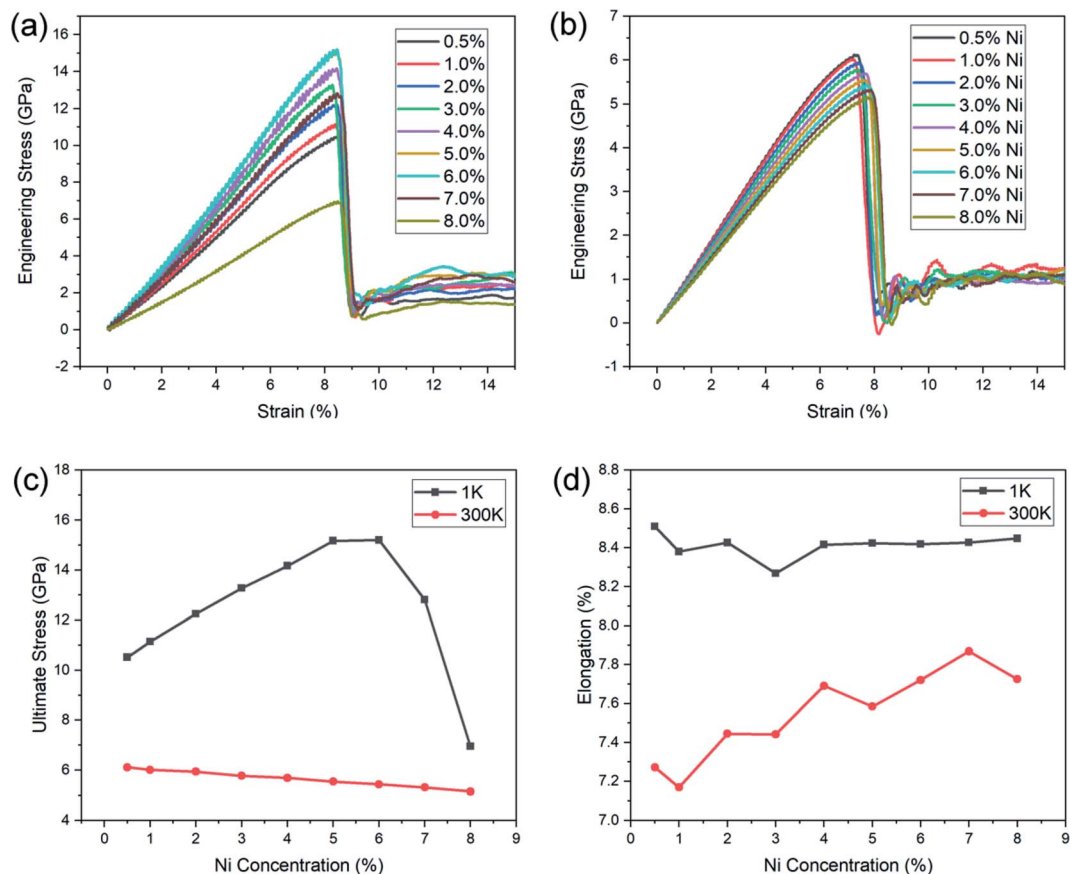 (a)
16
14
12
10
8
6
4
2
0
-2
Engineering Stress (GPa)
0.5%
1.0%
2.0%
3.0%
4.0%
5.0%
6.0%
7.0%
8.0%
0 2 4 6 8 10 12 14
Strain (%)
(b)
7
6
5
4
3
2
1
0
-1
Engineering Strss (GPa)
0.5% Ni
1.0% Ni
2.0% Ni
3.0% Ni
4.0% Ni
5.0% Ni
6.0% Ni
7.0% Ni
8.0% Ni
0 2 4 6 8 10 12 14
Strain (%)
(c)
18
16
14
12
10
8
6
4
Ultimate Stress (GPa)
1K
300K
0 1 2 3 4 5 6 7 8 9
Ni Concentration (%)
(d)
8.8
8.6
8.4
8.2
8.0
7.8
7.6
7.4
7.2
7.0
Elongation (%)
1K
300K
0 1 2 3 4 5 6 7 8 9
Ni Concentration (%)